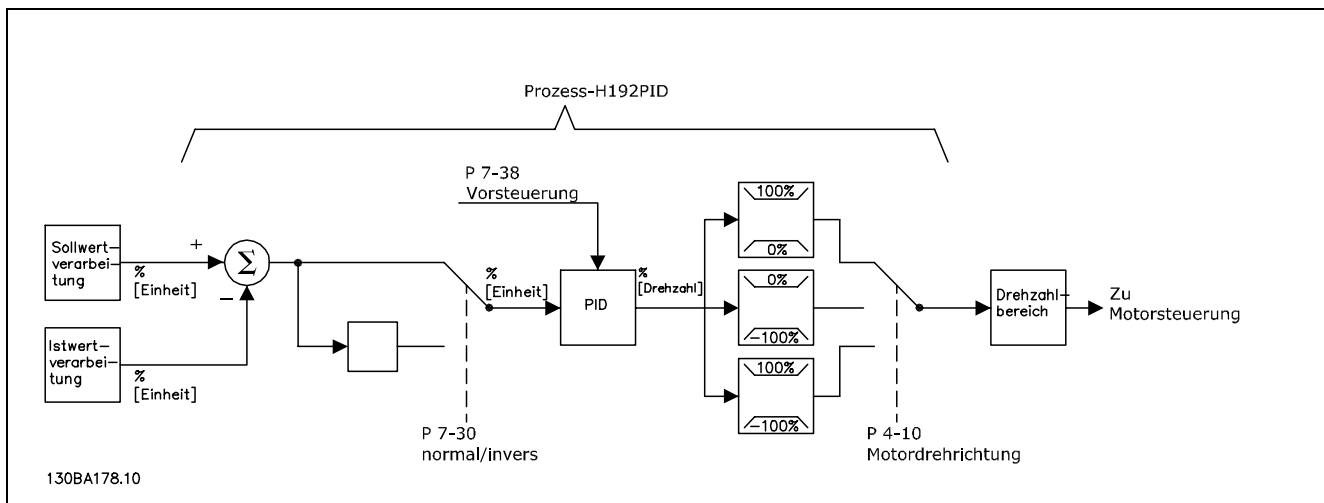 Prozess-H192PID
P 7-38
Vorsteuerung
100%
0%
Sollwert-
verarbei-
tung
+
Σ
%
[Einheit]
−
%
[Einheit]
PID
%
[Drehzahl]
0%
-100%
Drehzahl-
bereich
Zu
Motorsteuerung
Istwert-
verarbei-
tung
%
[Einheit]
100%
-100%
P 7-30
normal/invers
P 4-10
Motordrehrichtung
130BA178.10